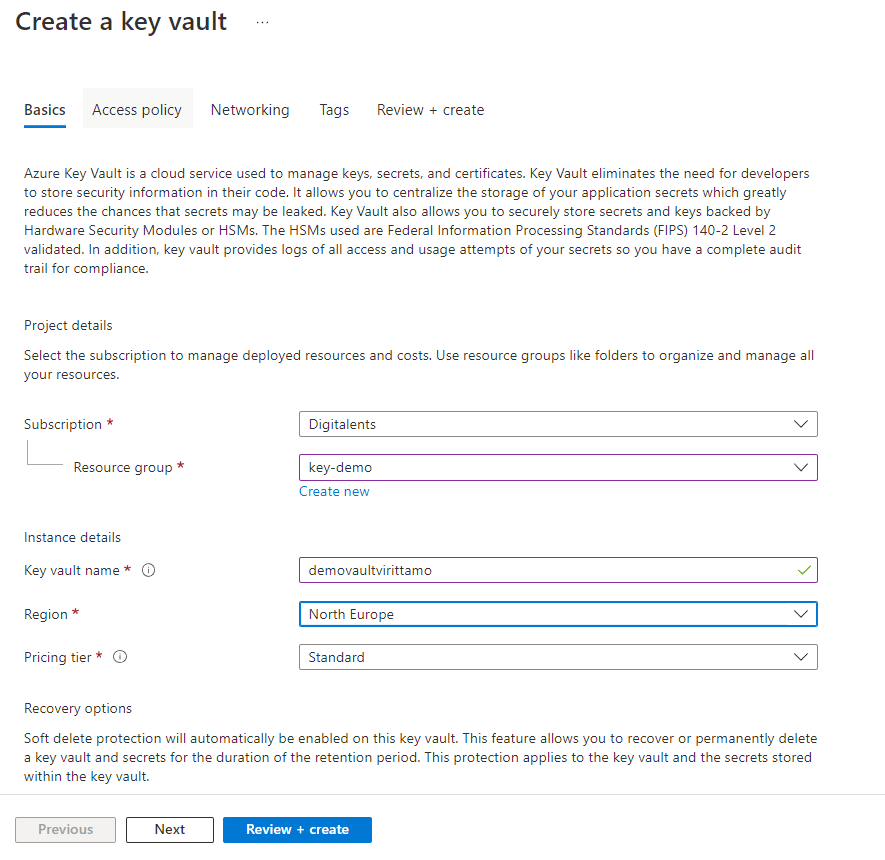 Create a key vault ...
Basics Access policy Networking Tags Review + create
Azure Key Vault is a cloud service used to manage keys, secrets, and certificates. Key Vault eliminates the need for developers
to store security information in their code. It allows you to centralize the storage of your application secrets which greatly
reduces the chances that secrets may be leaked. Key Vault also allows you to securely store secrets and keys backed by
Hardware Security Modules or HSMs. The HSMs used are Federal Information Processing Standards (FIPS) 140-2 Level 2
validated. In addition, key vault provides logs of all access and usage attempts of your secrets so you have a complete audit
trail for compliance.
Project details
Select the subscription to manage deployed resources and costs. Use resource groups like folders to organize and manage all
your resources.
Subscription * Digitalents
Resource group * key-demo
Create new
Instance details
Key vault name * demovaultvirittamo
Region * North Europe
Pricing tier * Standard
Recovery options
Soft delete protection will automatically be enabled on this key vault. This feature allows you to recover or permanently delete
a key vault and secrets for the duration of the retention period. This protection applies to the key vault and the secrets stored
within the key vault.
Previous Next Review + create